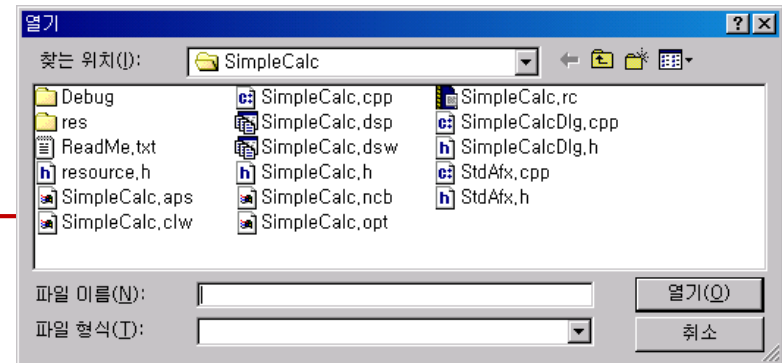 열기
찾는 위치(I): SimpleCalc
Debug SimpleCalc.cpp SimpleCalc.rc
res SimpleCalc.dsp SimpleCalcDlg.cpp
ReadMe.txt SimpleCalc.dsw SimpleCalcDlg.h
resource.h SimpleCalc.h StdAfx.cpp
SimpleCalc.aps SimpleCalc.ncb StdAfx.h
SimpleCalc.clw SimpleCalc.opt
파일 이름(N): 열기(O)
파일 형식(T): 취소